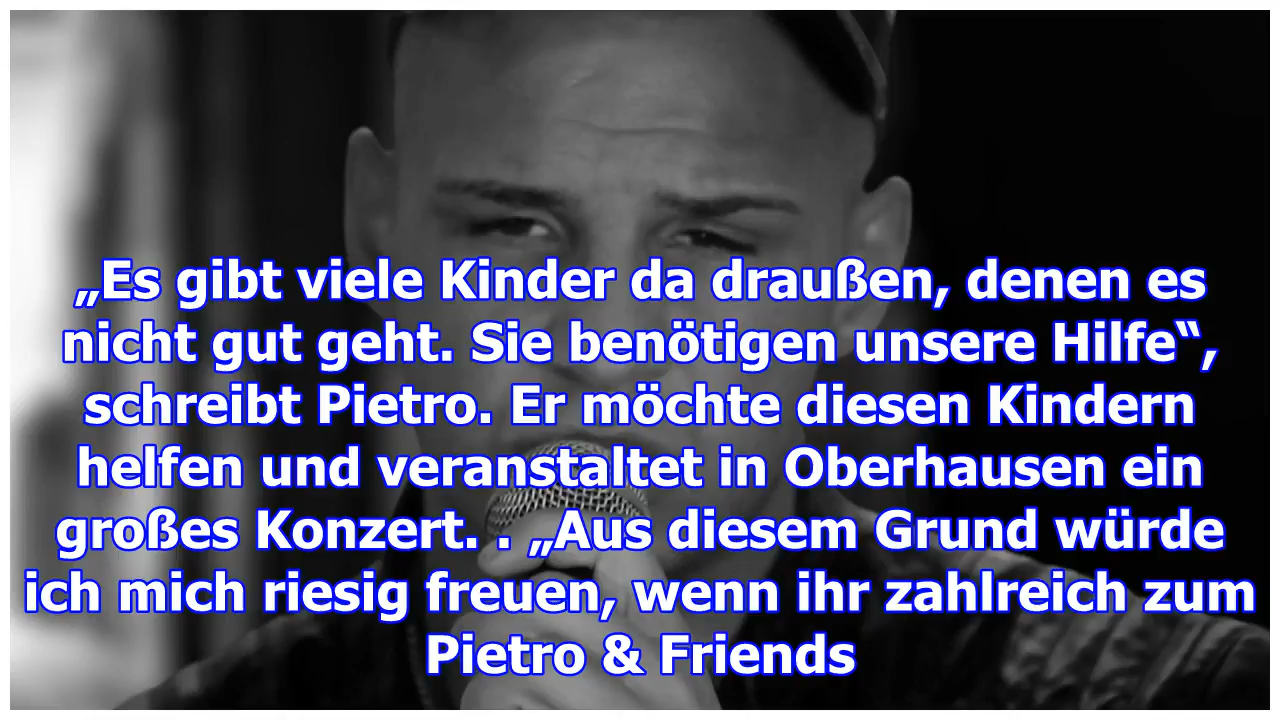 „Es gibt viele Kinder da draußen, denen es
nicht gut geht. Sie benötigen unsere Hilfe“,
schreibt Pietro. Er möchte diesen Kindern
helfen und veranstaltet in Oberhausen ein
großes Konzert. . „Aus diesem Grund würde
ich mich riesig freuen, wenn ihr zahlreich zum
Pietro & Friends